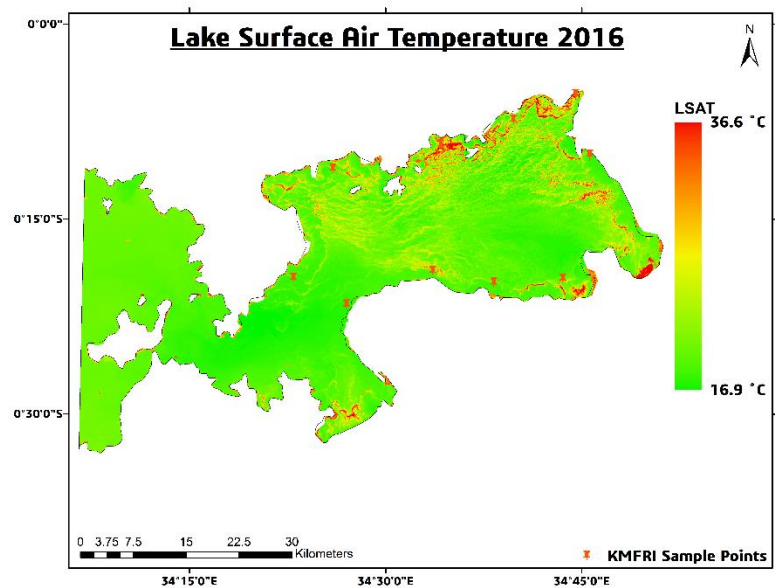 Lake Surface Air Temperature 2016
N
0°0'0"
0°15'0"S
0°30'0"S
LSAT
36.6 °C
16.9 °C
0 3.75 7.5 15 22.5 30
Kilometers
KMFRI Sample Points
34°15'0"E 34°30'0"E 34°45'0"E